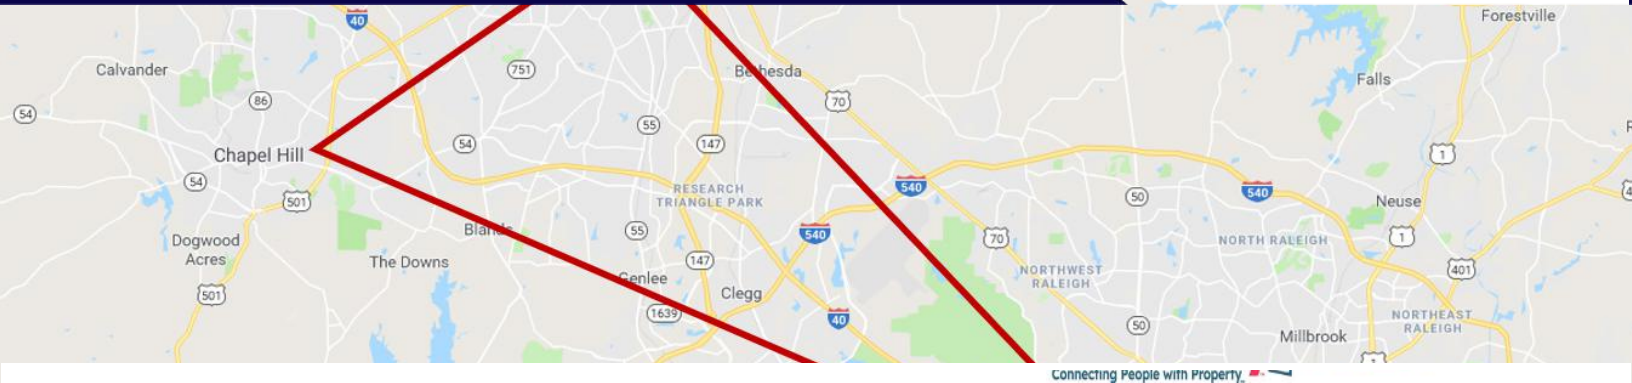 40
Forestville
Calvander
751
Bethesda
Falls
86
70
54
55
54
147
1
Chapel Hill
54
RESEARCH
TRIANGLE PARK
540
540
501
50
Neuse
Blands
55
540
70
1
Dogwood
Acres
NORTH RALEIGH
The Downs
147
401
Genlee
NORTHWEST
RALEIGH
501
Clegg
1639
40
50
NORTHEAST
RALEIGH
Millbrook
1
Connecting People with Property